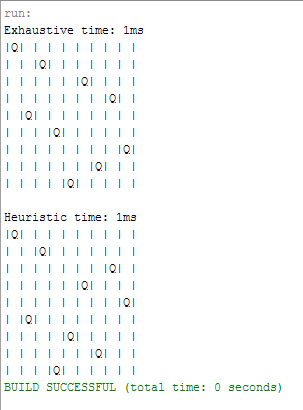 run:
Exhaustive time: 1ms
|Q| | | | | | | | |
| | |Q| | | | | | |
| | | | | |Q| | | |
| | | | | | | |Q| |
| |Q| | | | | | | |
| | | |Q| | | | | |
| | | | | | | | |Q|
| | | | | | |Q| | |
| | | | |Q| | | | |
Heuristic time: 1ms
|Q| | | | | | | | |
| | |Q| | | | | | |
| | | | | | | |Q| |
| | | | | |Q| | | |
| | | | | | | | |Q|
| |Q| | | | | | | |
| | | | |Q| | | | |
| | | | | | |Q| | |
| | | |Q| | | | | |
BUILD SUCCESSFUL (total time: 0 seconds)